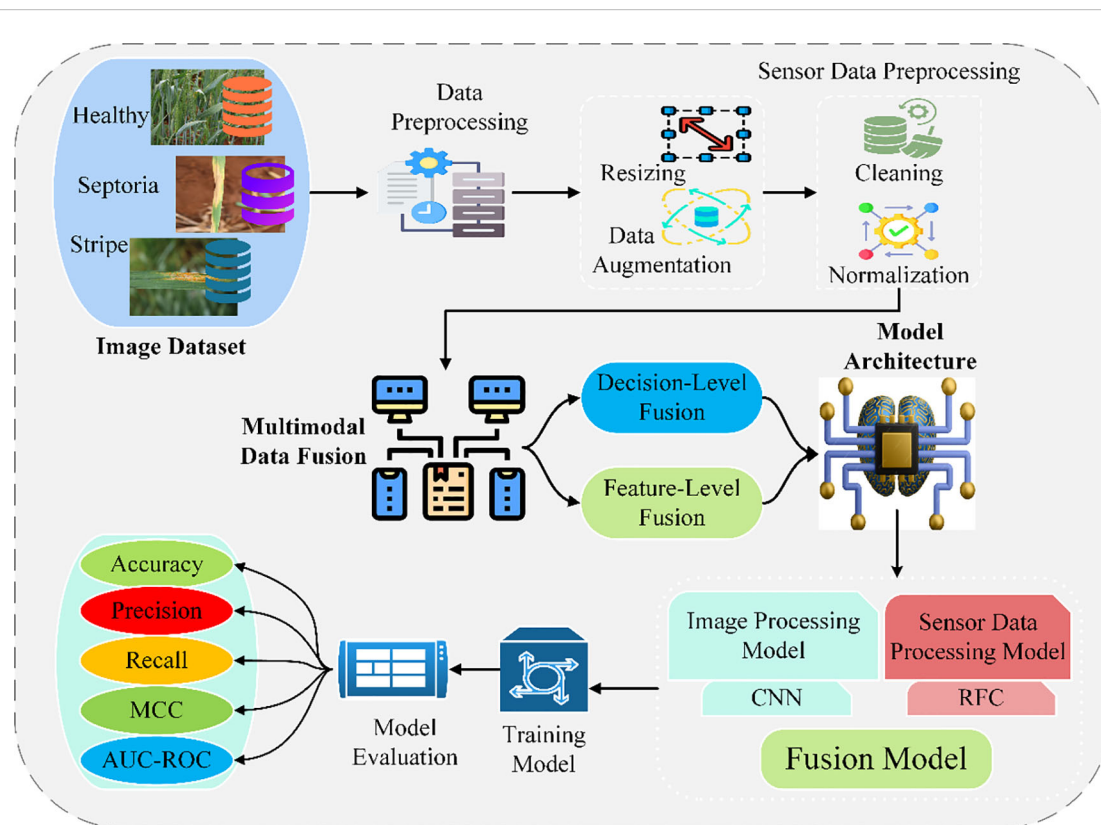 Healthy
Septoria
Stripe
Image Dataset
Data
Preprocessing
Resizing
Data
Augmentation
Sensor Data Preprocessing
Cleaning
Normalization
Multimodal
Data Fusion
Decision-Level
Fusion
Feature-Level
Fusion
Model
Architecture
Image Processing
Model
CNN
Sensor Data
Processing Model
RFC
Fusion Model
Training
Model
Model
Evaluation
Accuracy
Precision
Recall
MCC
AUC-ROC